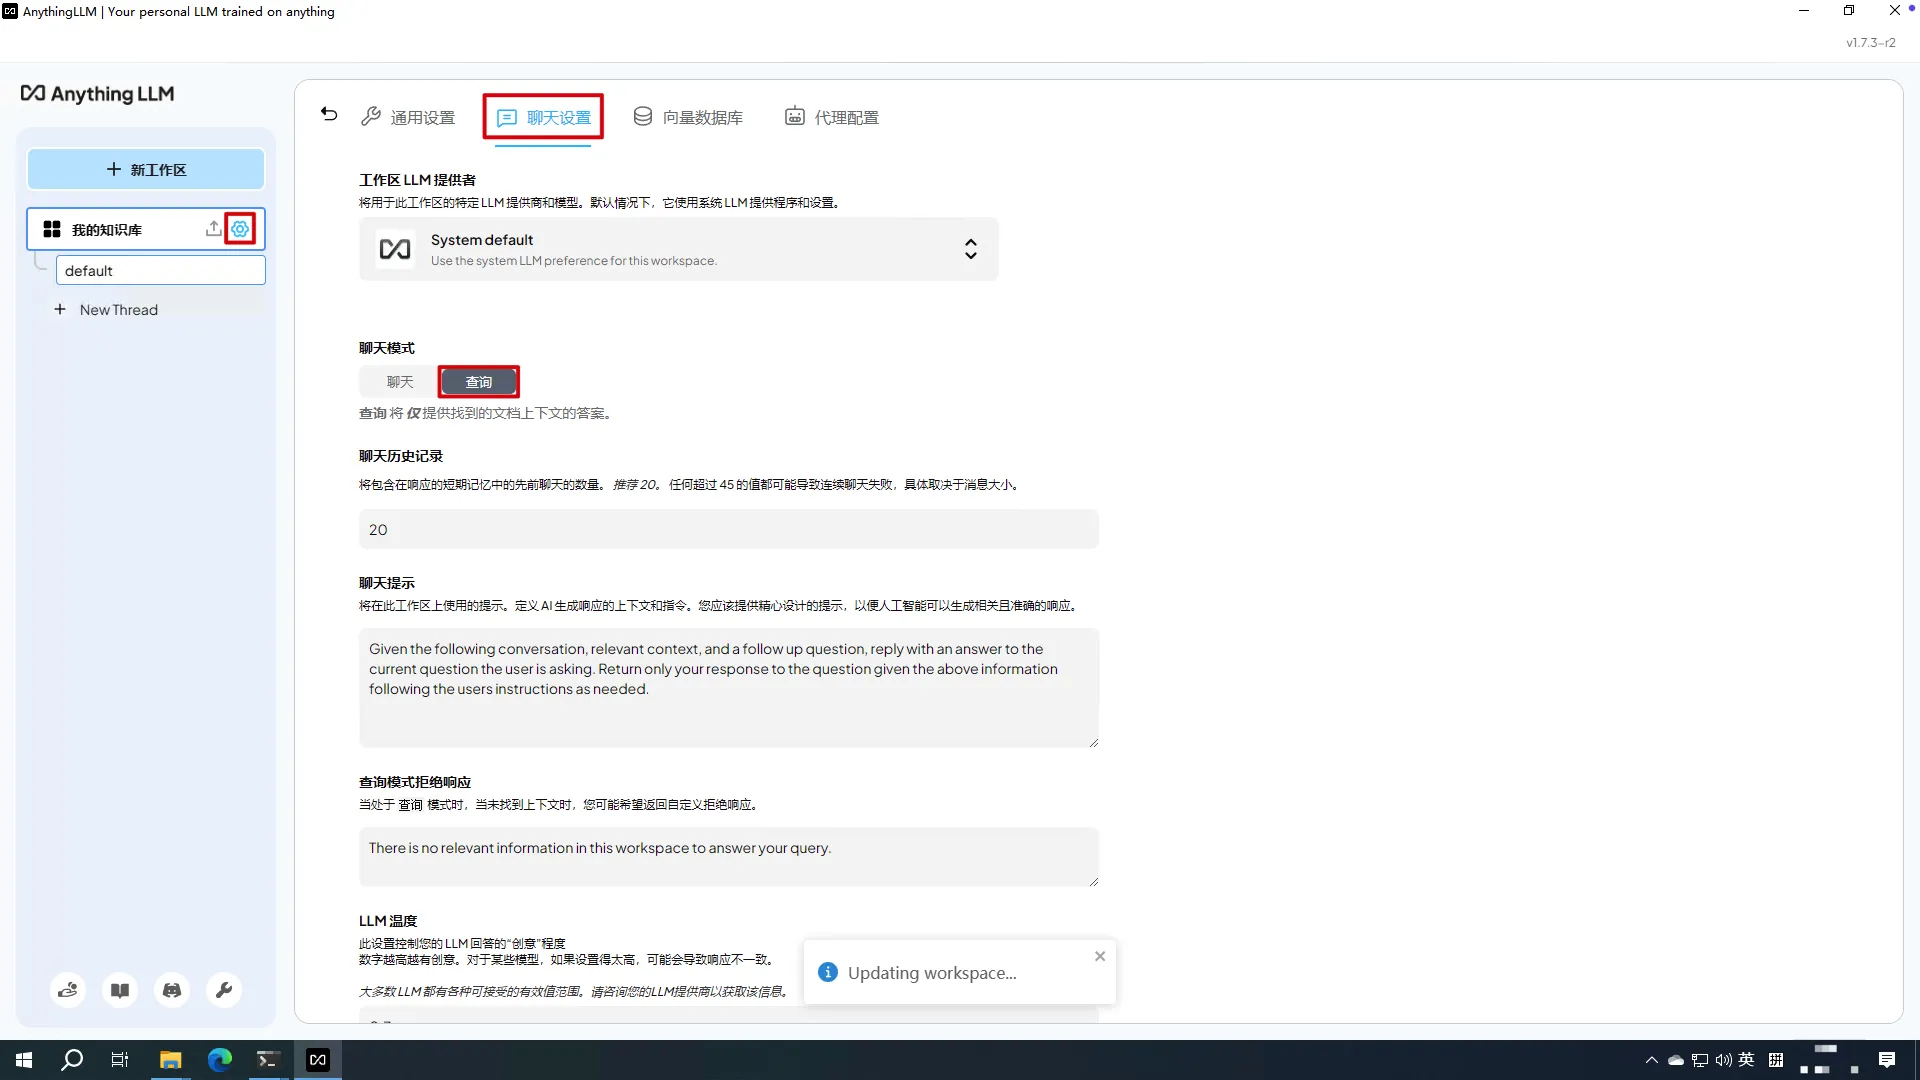 AnythingLLM | Your personal LLM trained on anything
v1.7.3-r2
Anything LLM
新工作区
我的知识库
default
New Thread
通用设置
聊天设置
向量数据库
代理配置
工作区 LLM 提供者
将用于此工作区的特定 LLM 提供商和模型。默认情况下，它使用系统 LLM 提供程序和设置。
System default
Use the system LLM preference for this workspace.
聊天模式
聊天
查询
查询 将 仅 提供找到的文档上下文的答案。
聊天历史记录
将包含在响应的短期记忆中的先前聊天的数量。 推荐 20。 任何超过 45 的值都可能导致连续聊天失败，具体取决于消息大小。
20
聊天提示
将在此工作区上使用的提示。定义 AI 生成响应的上下文和指令。您应该提供精心设计的提示，以便人工智能可以生成相关且准确的响应。
Given the following conversation, relevant context, and a follow up question, reply with an answer to the
current question the user is asking. Return only your response to the question given the above information
following the users instructions as needed.
查询模式拒绝响应
当处于 查询 模式时，当未找到上下文时，您可能希望返回自定义拒绝响应。
There is no relevant information in this workspace to answer your query.
LLM 温度
此设置控制您的 LLM 回答的“创意”程度
数字越高越有创意。对于某些模型，如果设置得太高，可能会导致响应不一致。
大多数 LLM 都有各种可接受的有效值范围。请咨询您的LLM提供商以获取该信息。
Updating workspace...
英
拼